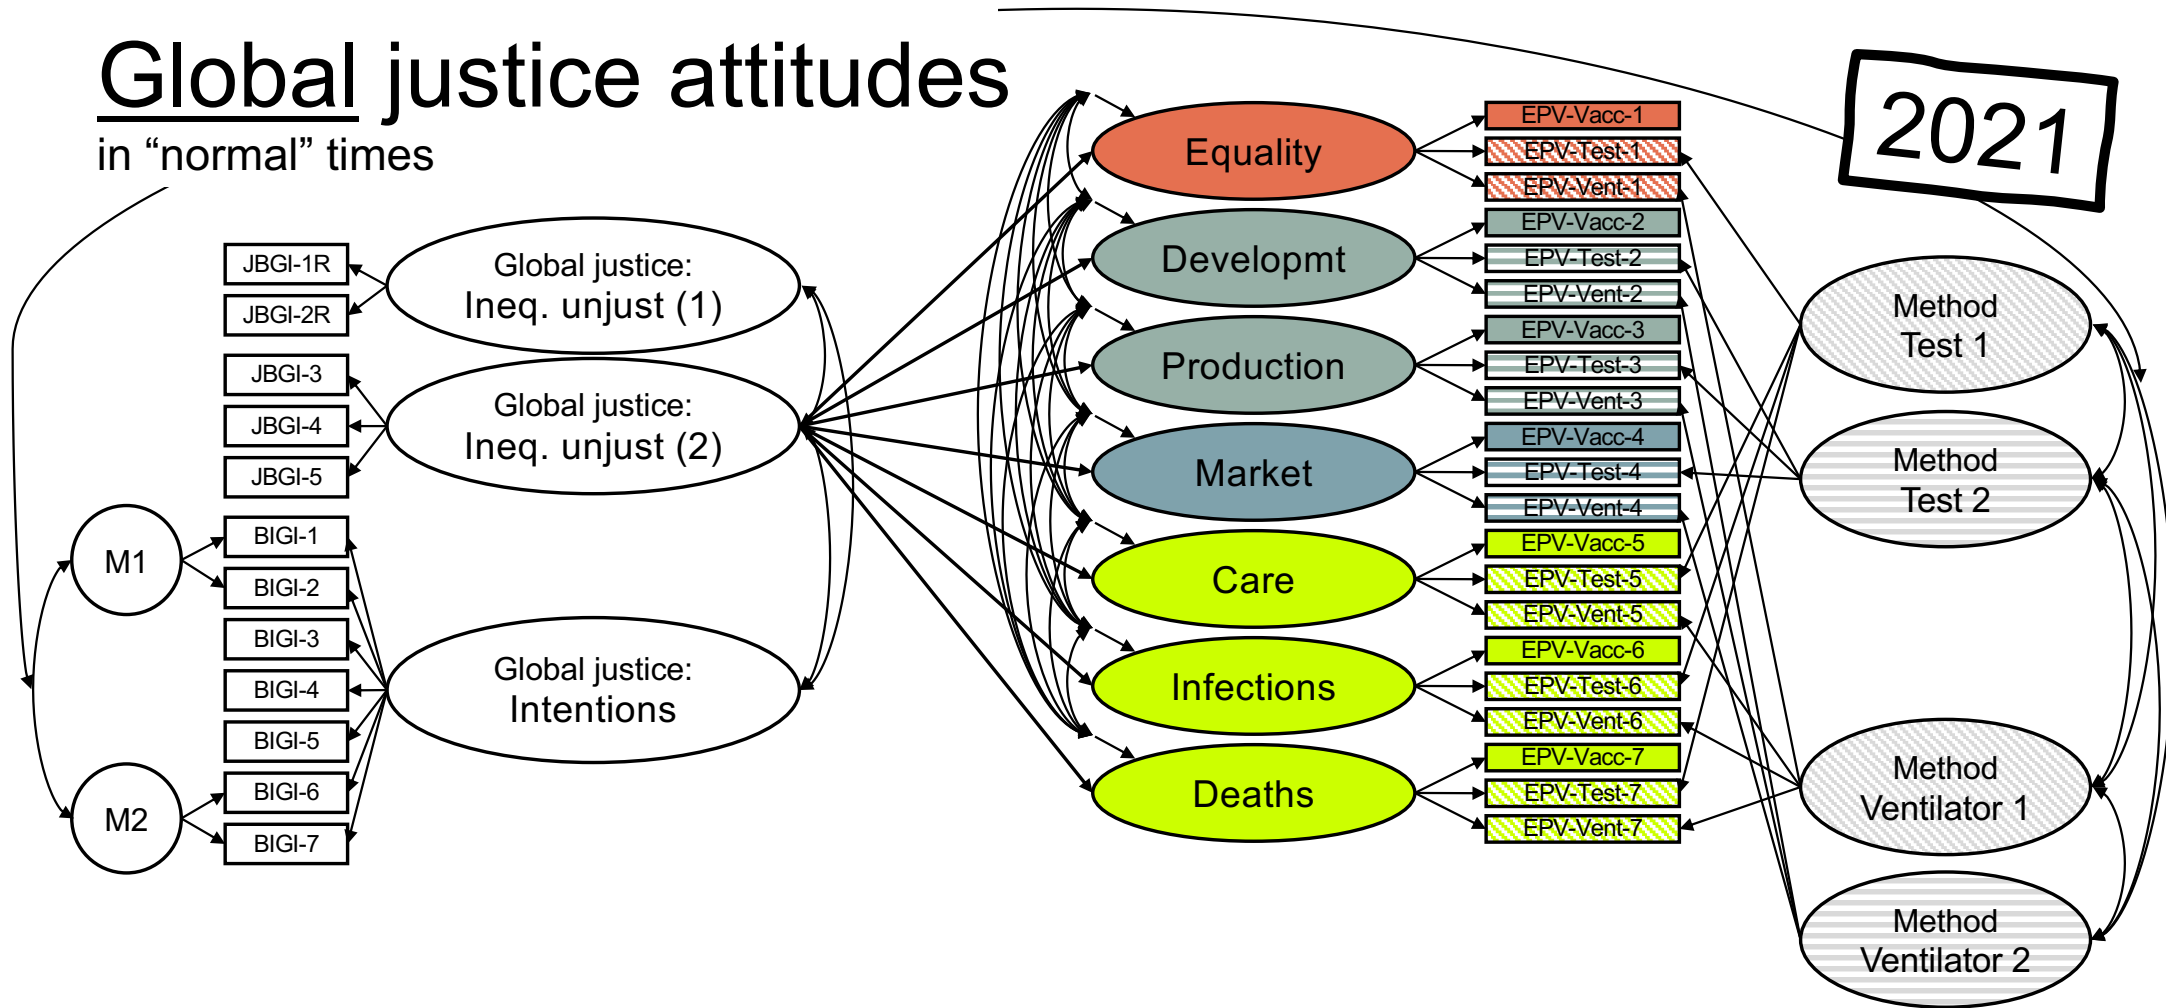 Global justice attitudes
in “normal” times
2021
JBGI-1R
JBGI-2R
JBGI-3
JBGI-4
JBGI-5
BIGI-1
BIGI-2
BIGI-3
BIGI-4
BIGI-5
BIGI-6
BIGI-7
M1
M2
Global justice:
Ineq. unjust (1)
Global justice:
Ineq. unjust (2)
Global justice:
Intentions
Equality
Developmt
Production
Market
Care
Infections
Deaths
EPV-Vacc-1
EPV-Test-1
EPV-Vent-1
EPV-Vacc-2
EPV-Test-2
EPV-Vent-2
EPV-Vacc-3
EPV-Test-3
EPV-Vent-3
EPV-Vacc-4
EPV-Test-4
EPV-Vent-4
EPV-Vacc-5
EPV-Test-5
EPV-Vent-5
EPV-Vacc-6
EPV-Test-6
EPV-Vent-6
EPV-Vacc-7
EPV-Test-7
EPV-Vent-7
Method
Test 1
Method
Test 2
Method
Ventilator 1
Method
Ventilator 2